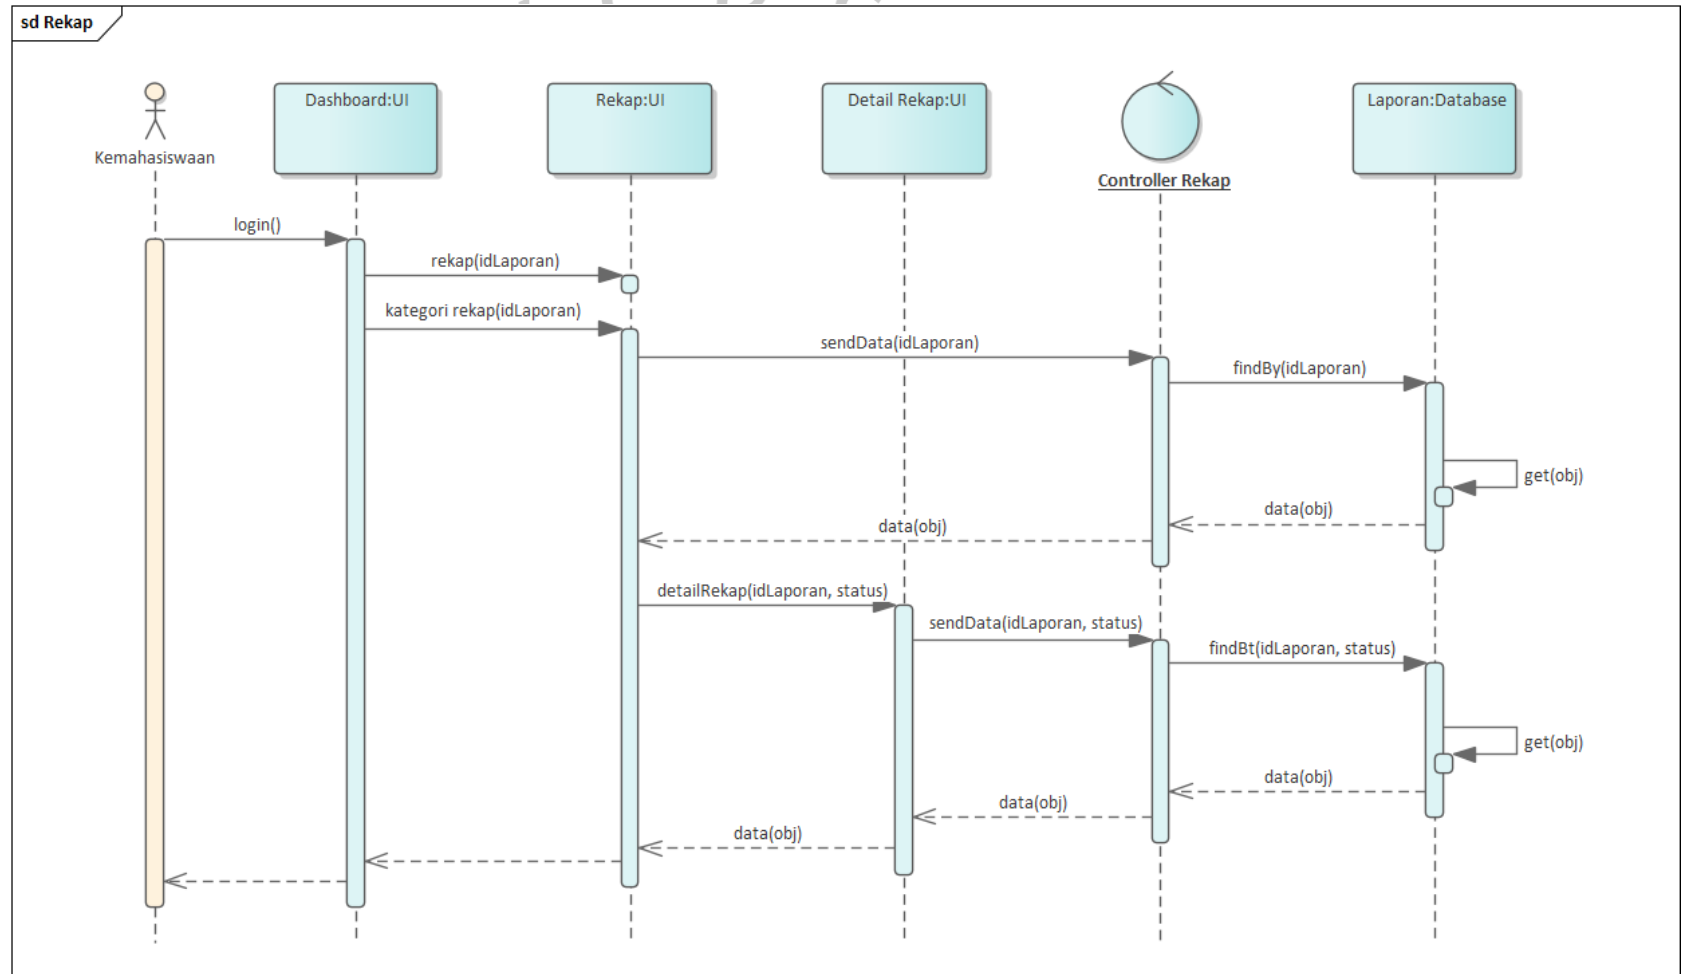 sd Rekap
Dashboard:UI
Rekap:UI
Detail Rekap:UI
Laporan:Database
Kemahasiswaan
Controller Rekap
login()
rekap(idLaporan)
kategori rekap(idLaporan)
sendData(idLaporan)
findBy(idLaporan)
get(obj)
data(obj)
data(obj)
detailRekap(idLaporan, status)
sendData(idLaporan, status)
findBt(idLaporan, status)
get(obj)
data(obj)
data(obj)
data(obj)